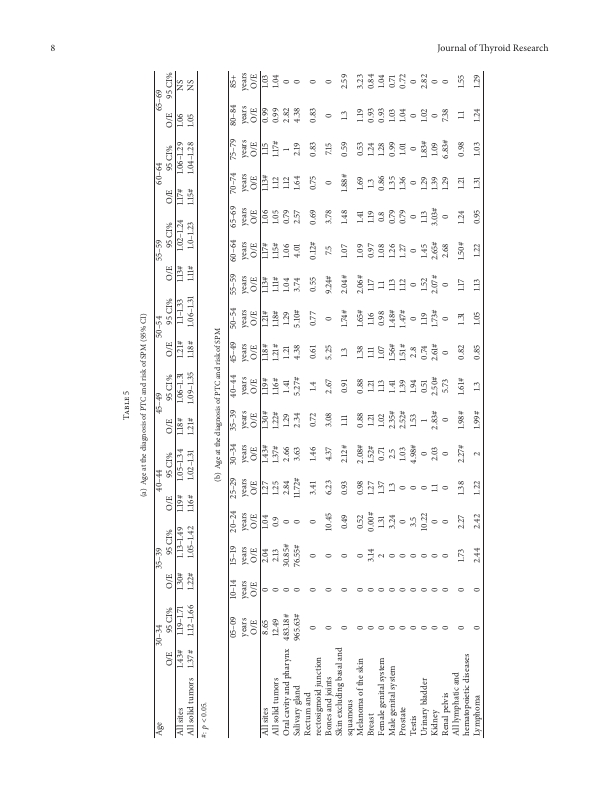 8 Journal of Thyroid Research
Table 5
(a) Age at the diagnosis of PTC and risk of SPM (95% CI)
Age 30–34 35–39 40–44 45–49 50–54 55–59 60–64 65–69
O/E 95 CI% O/E 95 CI% O/E 95 CI% O/E 95 CI% O/E 95 CI% O/E 95 CI% O/E 95 CI% O/E 95 CI%
All sites 1.43# 1.19–1.71 1.30# 1.13–1.49 1.19# 1.05–1.34 1.18# 1.06–1.31 1.21# 1.1–1.33 1.13# 1.02–1.24 1.17# 1.06–1.29 1.06 NS
All solid tumors 1.37# 1.12–1.66 1.22# 1.05–1.42 1.16# 1.02–1.31 1.21# 1.09–1.35 1.18# 1.06–1.31 1.11# 1.0–1.23 1.15# 1.04–1.28 1.05 NS
#: p < 0.05.
(b) Age at the diagnosis of PTC and risk of SPM
05–09 10–14 15–19 20–24 25–29 30–34 35–39 40–44 45–49 50–54 55–59 60–64 65–69 70–74 75–79 80–84 85+
years years years years years years years years years years years years years years years years years
O/E O/E O/E O/E O/E O/E O/E O/E O/E O/E O/E O/E O/E O/E O/E O/E O/E
All sites 8.65 0 2.04 1.04 1.27 1.43# 1.30# 1.19# 1.18# 1.21# 1.13# 1.17# 1.06 1.13# 1.15 0.99 1.03
All solid tumors 12.49 0 2.13 0.9 1.25 1.37# 1.22# 1.16# 1.21# 1.18# 1.11# 1.15# 1.05 1.12 1.17# 0.99 1.04
Oral cavity and pharynx 483.18# 0 30.85# 0 2.84 2.66 1.29 1.41 1.21 1.29 1.04 1.06 0.79 1.12 1 2.82 0
Salivary gland 965.63# 0 76.55# 0 11.72# 3.63 2.34 5.27# 4.38 5.10# 3.74 4.01 2.57 1.64 2.19 4.38 0
Rectum and
rectosigmoid junction 0 0 0 0 3.41 1.46 0.72 1.4 0.61 0.77 0.55 0.12# 0.69 0.75 0.83 0.83 0
Bones and joints 0 0 0 10.45 6.23 4.37 3.08 2.67 5.25 0 9.24# 7.5 3.78 0 7.15 0 0
Skin excluding basal and
squamous 0 0 0 0.49 0.93 2.12# 1.11 0.91 1.3 1.74# 2.04# 1.07 1.48 1.88# 0.59 1.3 2.59
Melanoma of the skin 0 0 0 0.52 0.98 2.08# 0.88 0.88 1.38 1.65# 2.06# 1.09 1.41 1.69 0.53 1.19 3.23
Breast 0 0 3.14 0.00# 1.27 1.52# 1.21 1.21 1.11 1.16 1.17 0.97 1.19 1.3 1.24 0.93 0.84
Female genital system 0 0 2 1.31 1.37 0.71 1.02 1.13 1.07 0.98 1.1 1.08 0.8 0.86 1.28 0.93 1.04
Male genital system 0 0 0 3.24 1.3 2.5 2.35# 1.41 1.56# 1.48# 1.13 1.26 0.79 1.35 0.99 1.03 0.71
Prostate 0 0 0 0 0 1.03 2.52# 1.39 1.51# 1.47# 1.12 1.27 0.79 1.36 1.01 1.04 0.72
Testis 0 0 0 3.5 0 4.98# 1.53 1.94 2.8 0 0 0 0 0 0 0 0
Urinary bladder 0 0 0 10.22 0 0 1 0.51 0.74 1.19 1.52 1.45 1.13 1.29 1.83# 1.02 2.82
Kidney 0 0 0 0 1.1 2.03 2.83# 2.50# 2.61# 1.73# 2.07# 2.65# 3.03# 1.39 1.09 0 0
Renal pelvis 0 0 0 0 0 0 0 5.73 0 0 0 2.68 0 1.29 6.83# 7.38 0
All lymphatic and
hematopoietic diseases 0 0 1.73 2.27 1.38 2.27# 1.98# 1.61# 0.82 1.31 1.17 1.50# 1.24 1.21 0.98 1.1 1.55
Lymphoma 0 0 2.44 2.42 1.22 2 1.99# 1.3 0.85 1.05 1.13 1.22 0.95 1.31 1.03 1.24 1.29